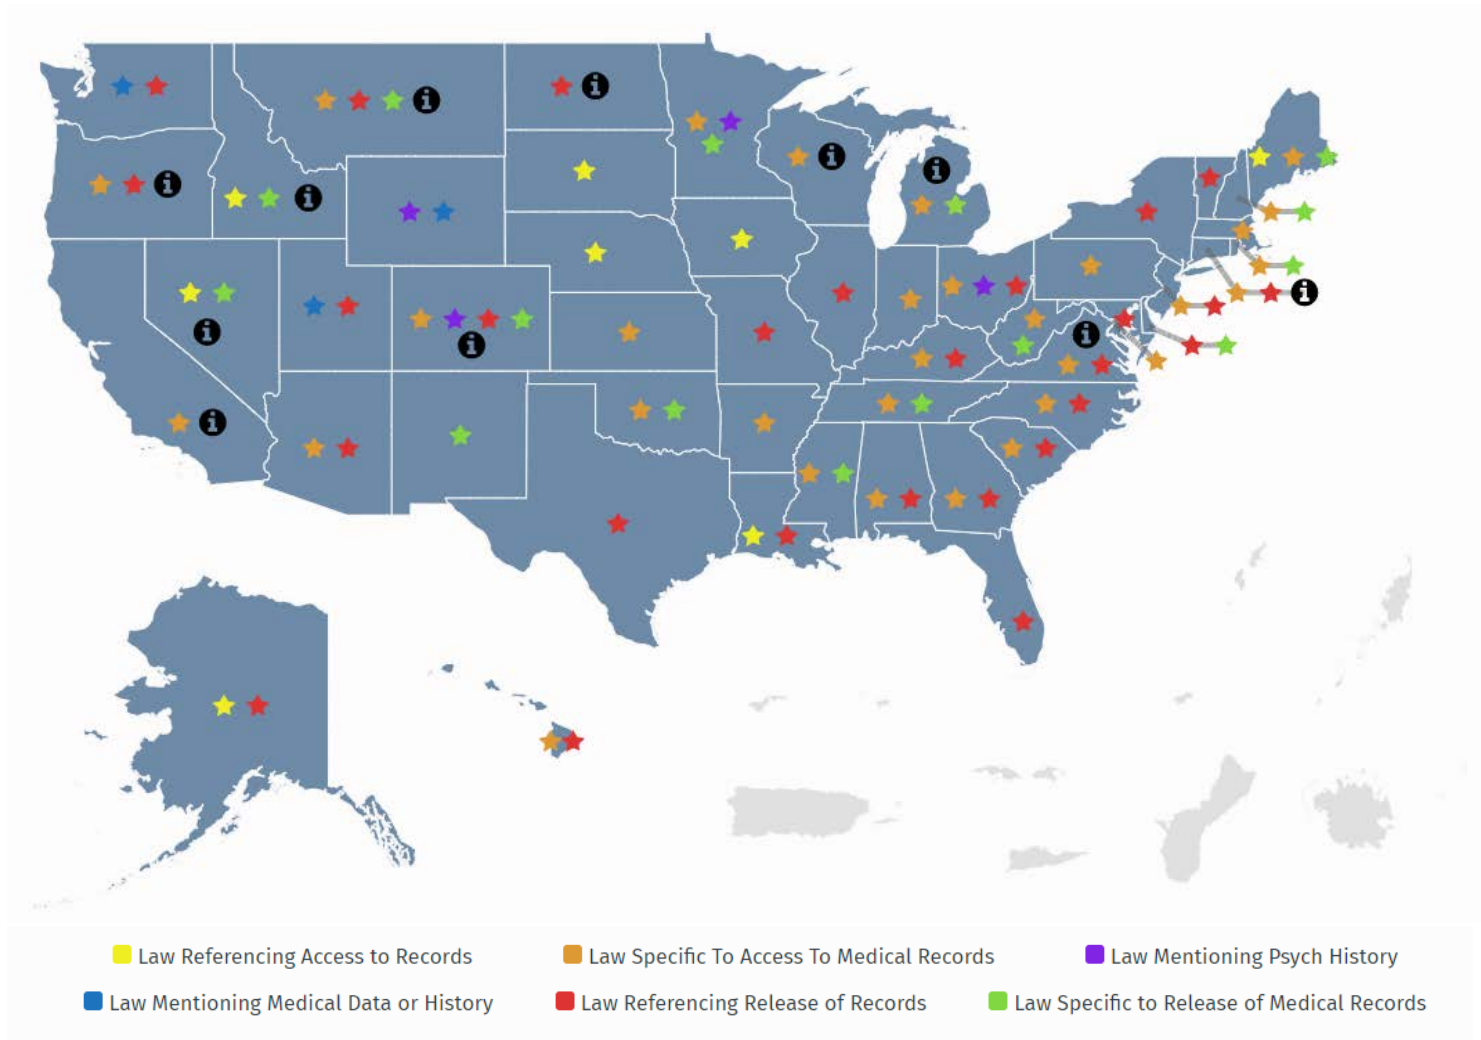 i
i
i
i
i
i
i
i
i
i
i
i
Law Referencing Access to Records
Law Specific To Access To Medical Records
Law Mentioning Psych History
Law Mentioning Medical Data or History
Law Referencing Release of Records
Law Specific to Release of Medical Records